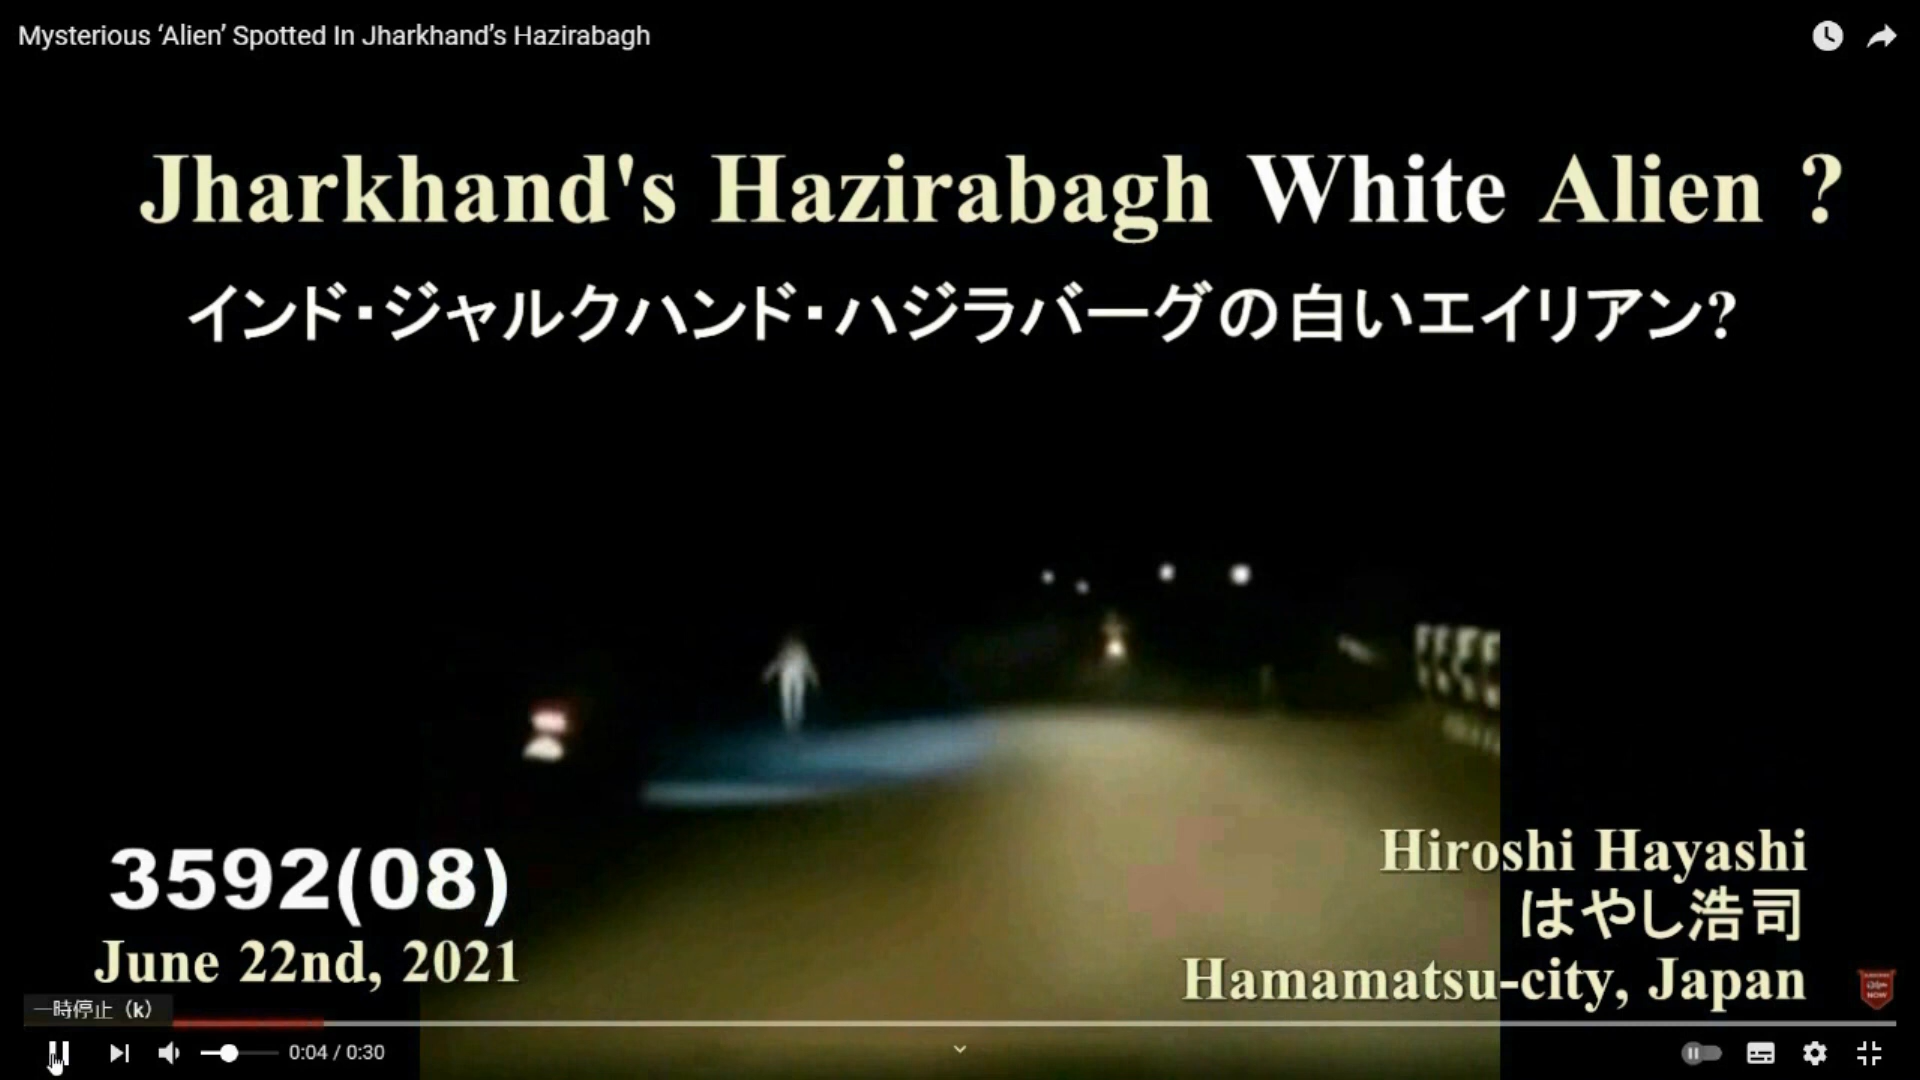 Mysterious ‘Alien’ Spotted In Jharkhand’s Hazirabagh
Jharkhand's Hazirabagh White Alien ?
インド・ジャルクハンド・ハジラバーグの白いエイリアン?
3592(08)
June 22nd, 2021
Hiroshi Hayashi
はやし浩司
Hamamatsu-city, Japan
NOW
一時停止（k）
0:04 / 0:30